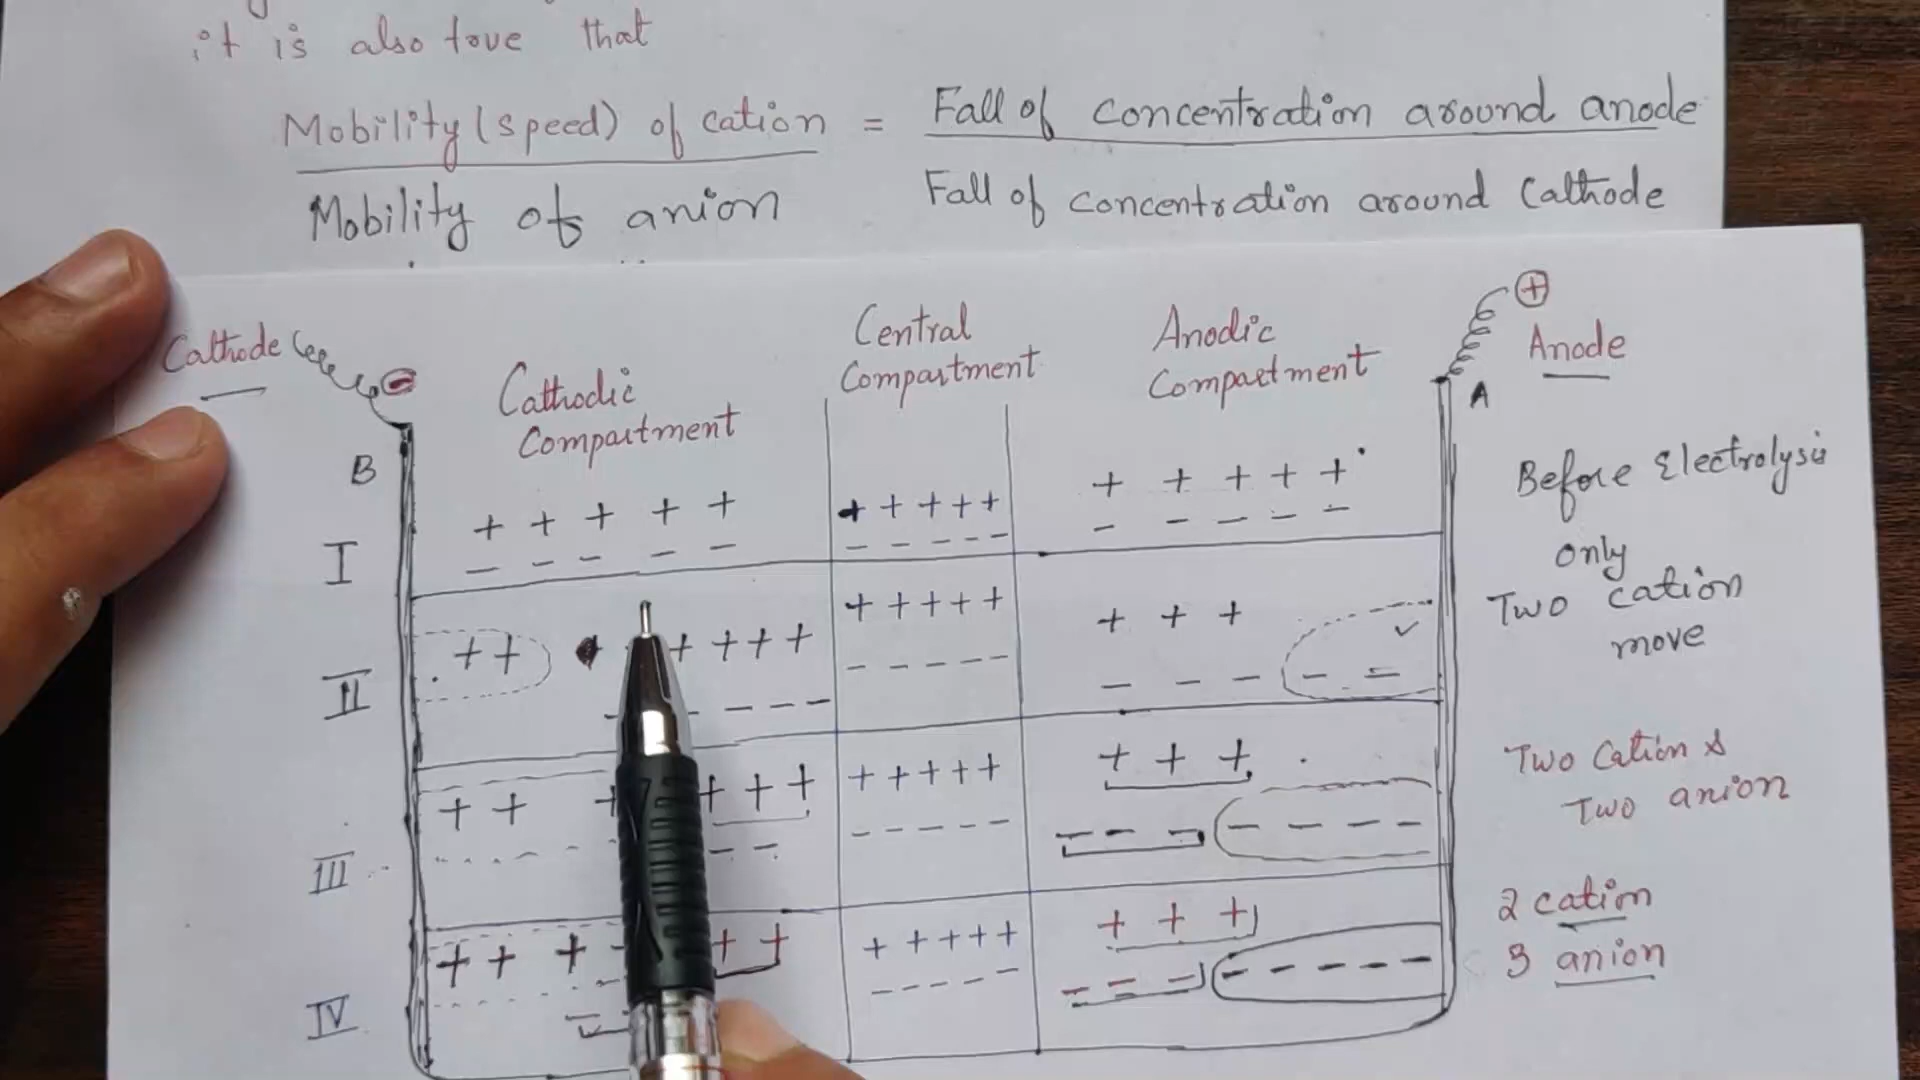 it is also true that
Mobility (speed) of cation = Fall of concentration around anode
Mobility of anion Fall of concentration around Cathode
Cathode
-
Cathodic
Compartment
Central
Compartment
Anodic
Compartment
+
Anode
B
A
I
+ + + + +
- - - - -
+ + + + +
- - - - -
+ + + + +
- - - - -
Before Electrolysis
II
+ +
+ + + +
- - - -
+ + + + +
- - - - -
+ + +
- - - - -
only
Two cation
move
III
+ + + + + +
- -
+ + + + +
- - - - -
+ + +
- - - - - - -
Two Cation &
Two anion
IV
+ + + + +
-
+ + + + +
- - - - -
+ + +
- - - - - - - -
2 cation
3 anion